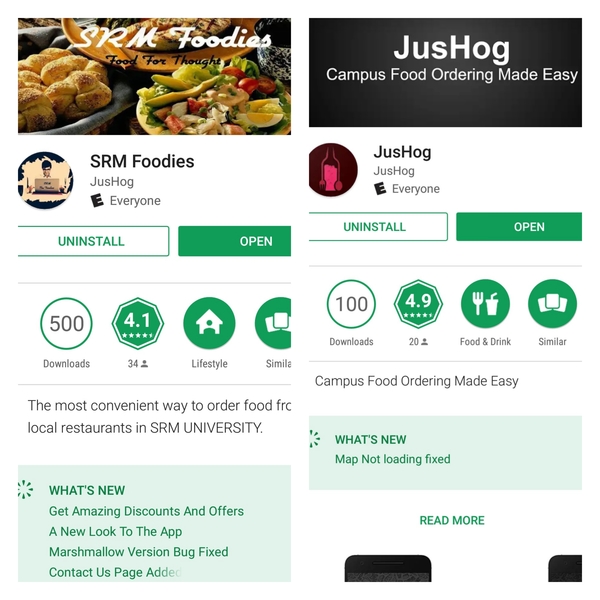 SRM Foodies
Food For Thought
SRM Foodies
JusHog
E Everyone
UNINSTALL
OPEN
500
4.1
Downloads
34
Lifestyle
Simila
The most convenient way to order food fro
local restaurants in SRM UNIVERSITY.
WHAT'S NEW
Get Amazing Discounts And Offers
A New Look To The App
Marshmallow Version Bug Fixed
Contact Us Page Added
JusHog
Campus Food Ordering Made Easy
JusHog
JusHog
E Everyone
UNINSTALL
OPEN
100
4.9
Downloads
20
Food & Drink
Similar
Campus Food Ordering Made Easy
WHAT'S NEW
Map Not loading fixed
READ MORE